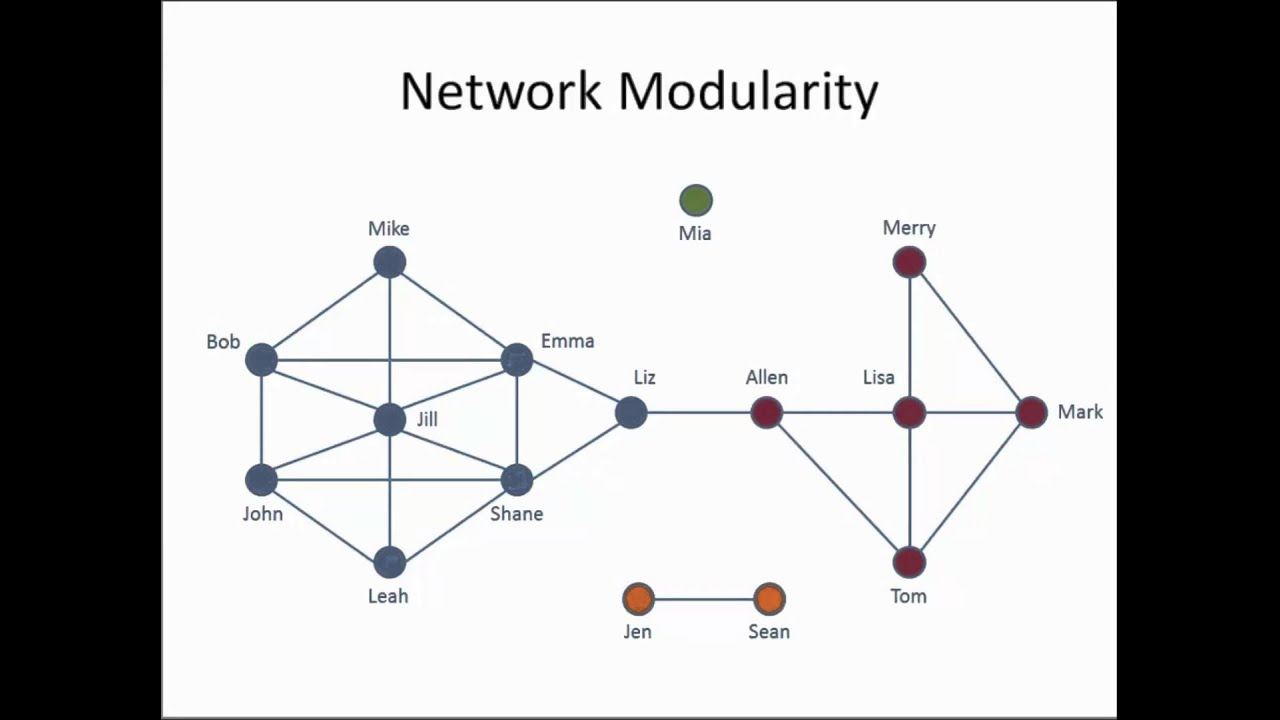 Network Modularity
Mia
Mike
Merry
Bob
Emma
Liz
Allen
Lisa
Jill
Mark
John
Shane
Leah
Tom
Jen
Sean